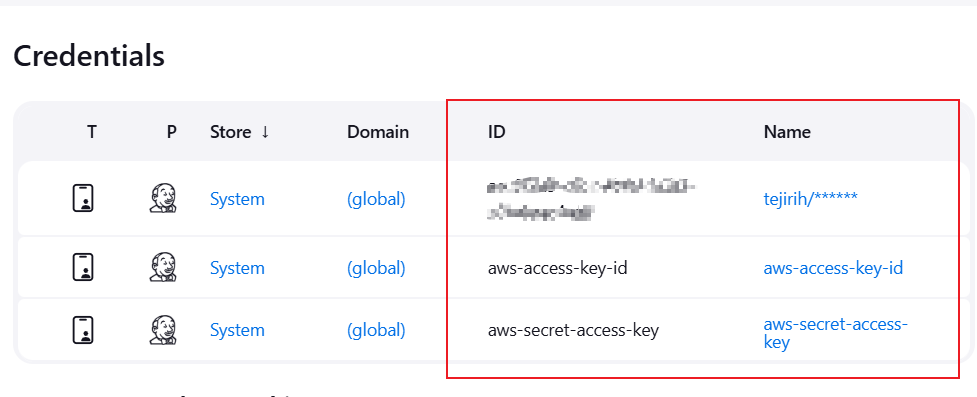 Credentials
T P Store ↓ Domain ID Name
System (global) tejirih/******
System (global) aws-access-key-id aws-access-key-id
System (global) aws-secret-access-key aws-secret-access-
key